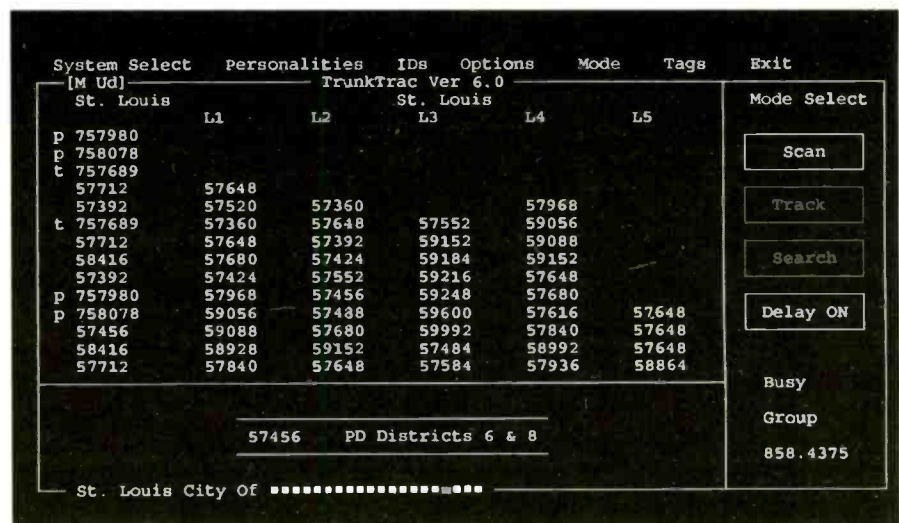 System Select Personalities IDs Options Mode Tags Exit
[M Ud] TrunkTrac Ver 6.0
St. Louis St. Louis Mode Select
L1 L2 L3 L4 L5
p 757980
p 758078
t 757689
57712 57648
57392 57520 57360 57968
t 757689 57360 57648 57552 59056
57712 57648 57392 59152 59088
58416 57680 57424 59184 59152
57392 57424 57552 59216 57648
p 757980 57968 57456 59248 57680
p 758078 59056 57488 59600 57616 57648
57456 59088 57680 59992 57840 57648
58416 58928 59152 57484 58992 57648
57712 57840 57648 57584 57936 58864
Scan
Track
Search
Delay ON
Busy
Group
858.4375
57456 PD Districts 6 & 8
St. Louis City Of